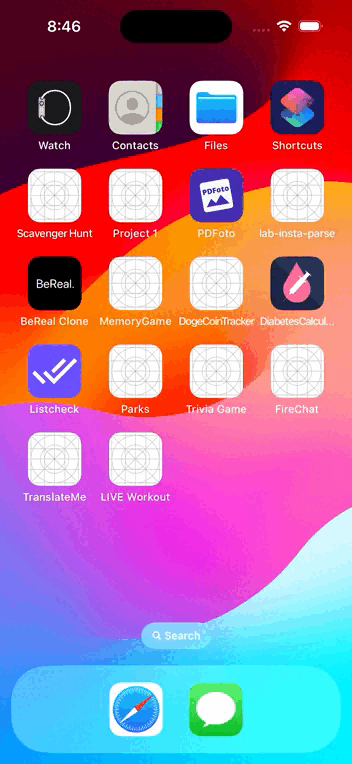 8:46
Watch
Contacts
Files
Shortcuts
Scavenger Hunt
Project 1
PDFoto
PDFoto
lab-insta-parse
BeReal.
BeReal Clone
MemoryGame
DogeCoinTracker
DiabetesCalcul...
Listcheck
Parks
Trivia Game
FireChat
TranslateMe
LIVE Workout
Search